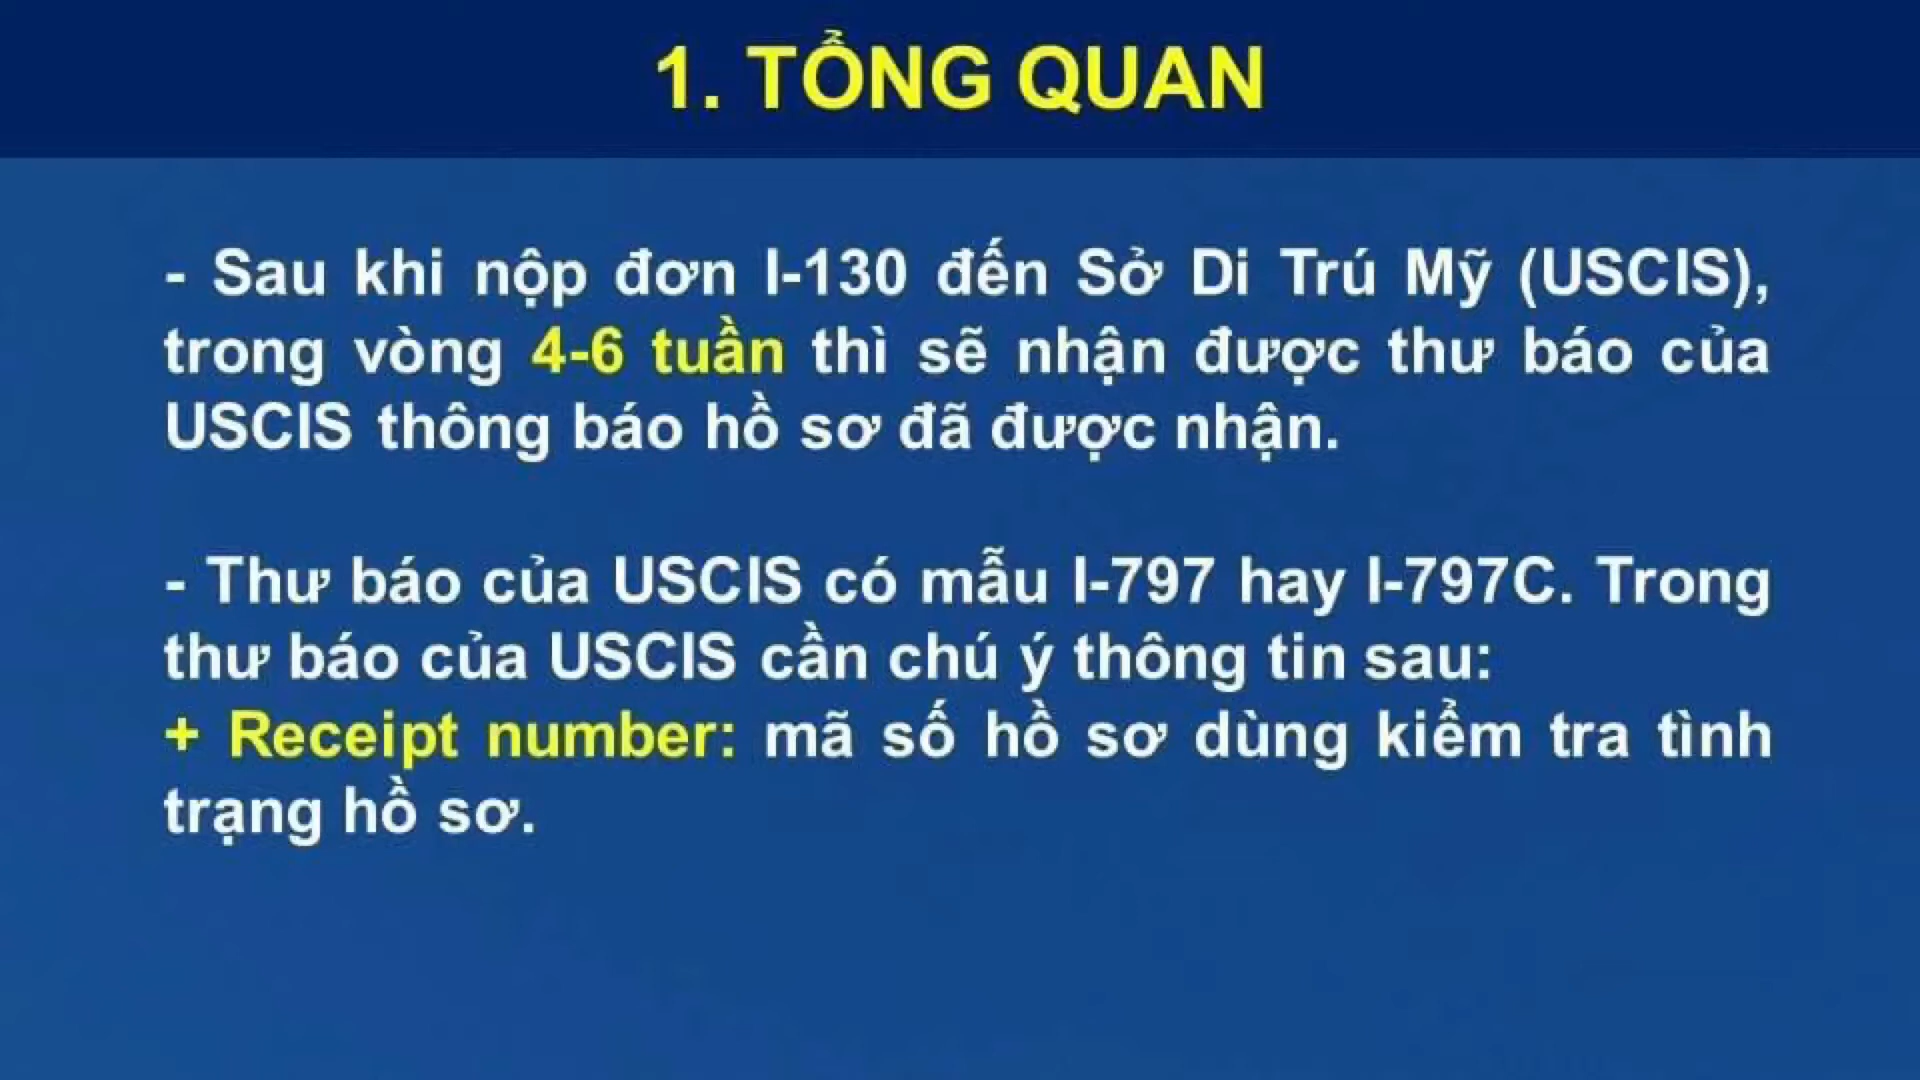 1. TỔNG QUAN
- Sau khi nộp đơn I-130 đến Sở Di Trú Mỹ (USCIS),
trong vòng 4-6 tuần thì sẽ nhận được thư báo của
USCIS thông báo hồ sơ đã được nhận.
- Thư báo của USCIS có mẫu I-797 hay I-797C. Trong
thư báo của USCIS cần chú ý thông tin sau:
+ Receipt number: mã số hồ sơ dùng kiểm tra tình
trạng hồ sơ.